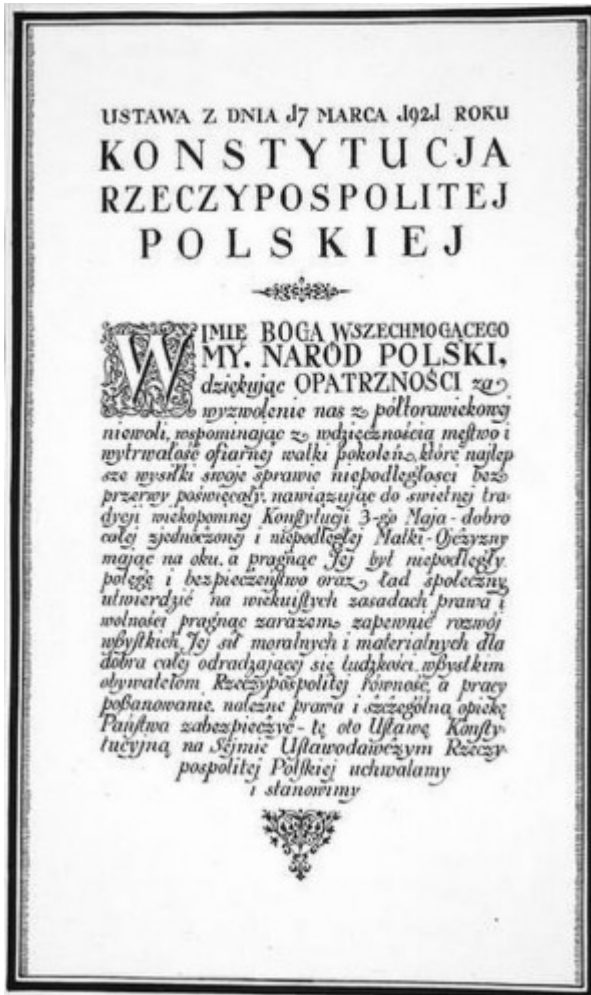 USTAWA Z DNIA 17 MARCA 1921 ROKU
KONSTYTUCJA
RZECZYPOSPOLITEJ
POLSKIEJ
W IMIĘ BOGA WSZECHMOGĄCEGO
MY, NARÓD POLSKI,
dziękując OPATRZNOŚCI za
wyzwolenie nas z półtorawiekowej
niewoli, wspominając z wdzięcznością męstwo i
wytrwałość ofiarnej walki pokoleń, które najlep
sze wysiłki swoje sprawie niepodległości bez
przerwy poświęcały, nawiązując do świetnej tra-
dycji wiekopomnej Konstytucji 3-go Maja - dobro
całej zjednoczonej i niepodległej Matki-Ojczyzny
mając na oku, a pragnąc Jej byt niepodległy,
potęgę i bezpieczeństwo oraz ład społeczny
utwierdzić na wiekuistych zasadach prawa i
wolności pragnąc zarazem zapewnić rozwój
wszystkich Jej sił moralnych i materialnych dla
dobra całej odradzającej się ludzkości, wszystkim
obywatelom Rzeczypospolitej równość, a pracy
poszanowanie, należne prawa i szczególną opiekę
Państwa zabezpieczyć - tę oto Ustawę Konsty-
tucyjną na Sejmie Ustawodawczym Rzeczy-
pospolitej Polskiej uchwalamy
i stanowimy